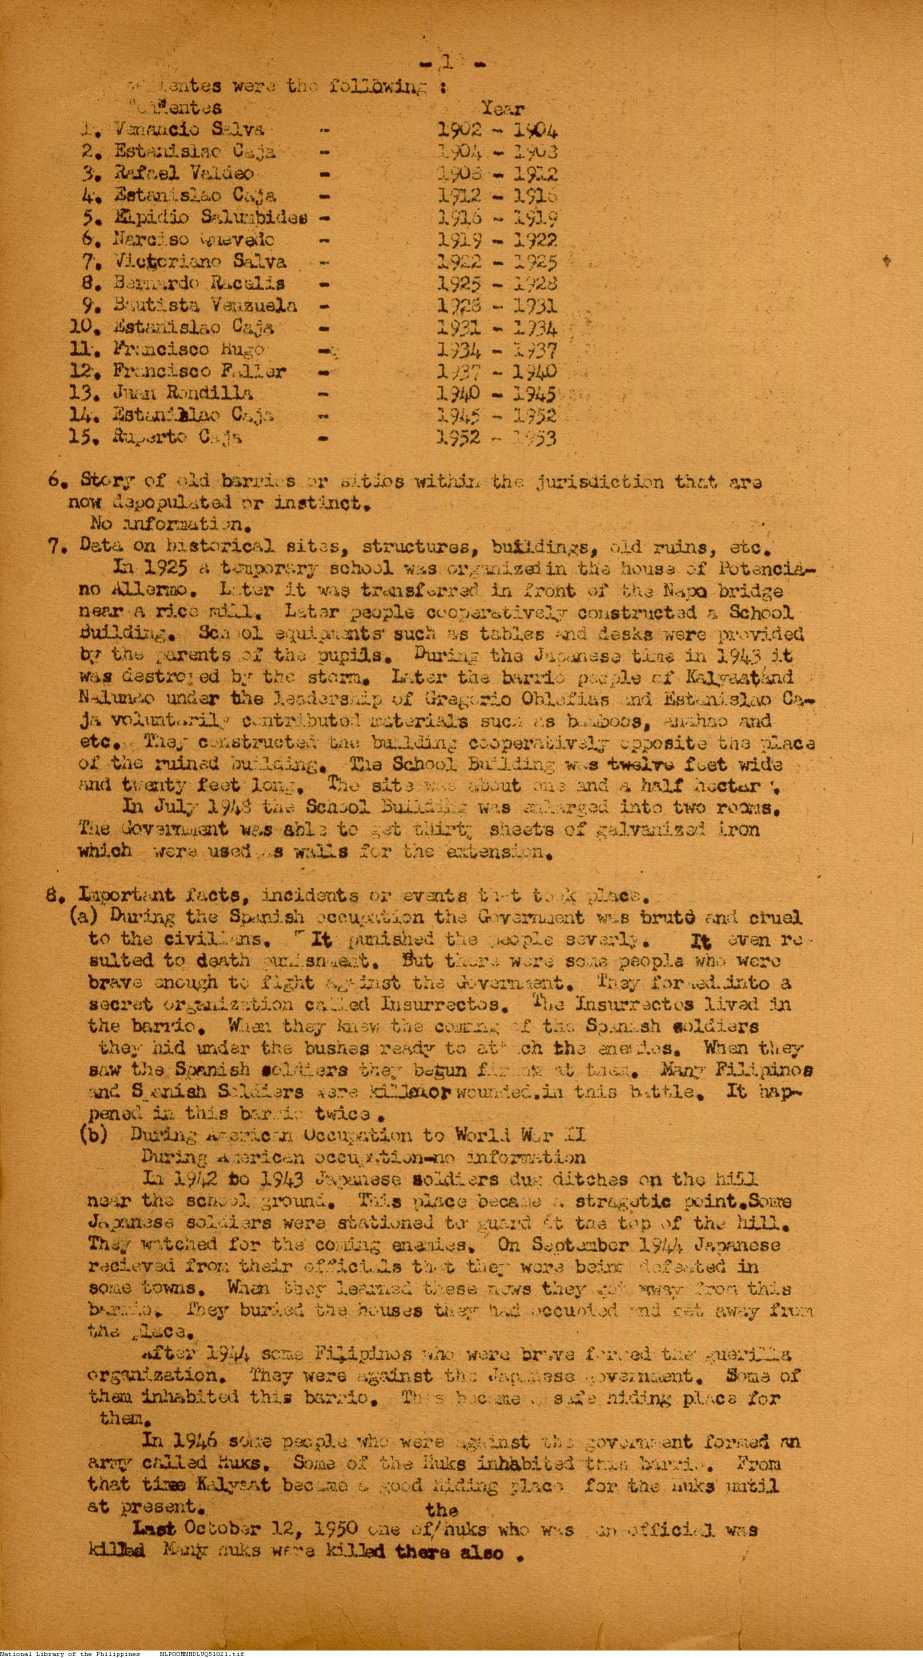 - 1 -
were the following :
Year
1. Venancio Salva - 1902 - 1904
2. Estanislao Caja - 1904 - 1908
3. Rafael Valdeo - 1908 - 1912
4. Estanislao Caja - 1912 - 1916
5. Elpidio Salumbides - 1916 - 1919
6. Narciso Quevedo - 1919 - 1922
7. Victoriano Salva - 1922 - 1925
8. Bernardo Racelis - 1925 - 1928
9. Bautista Venzuela - 1928 - 1931
10. Estanislao Caja - 1931 - 1934
11. Francisco Hugo - 1934 - 1937
12. Francisco Faller - 1937 - 1940
13. Juan Rondilla - 1940 - 1945
14. Estanislao Caja - 1945 - 1952
15. Ruperto Caja - 1952 - 1953
6. Story of old barrios or sitios within the jurisdiction that are
now depopulated or instinct.
No information.
7. Data on historical sites, structures, buildings, old ruins, etc.
In 1925 a temporary school was organized in the house of Potencia-
no Allermo. Later it was transferred in front of the Napo bridge
near a rice mill. Later people cooperatively constructed a School
Building. School equipments such as tables and desks were provided
by the parents of the pupils. During the Japanese time in 1943 it
was destroyed by the storm. Later the barrio people of Kalyaat and
Nalunao under the leadership of Gregorio Oblefias and Estanislao Ca-
ja voluntarily contributed materials such as bamboos, anahao and
etc. They constructed the building cooperatively opposite the place
of the ruined building. The School Building was twelve feet wide
and twenty feet long. The site was about one and a half hectar .
In July 1948 the School Building was enlarged into two rooms.
The Government was able to get thirty sheets of galvanized iron
which were used as walls for the extension.
8. Important facts, incidents or events that took place.
(a) During the Spanish occupation the Government was brute and cruel
to the civilians. It punished the people severly. It even re-
sulted to death punishment. But there were some people who were
brave enough to fight against the Government. They formed into a
secret organization called Insurrectos. The Insurrectos lived in
the barrio. When they knew the coming of the Spanish soldiers
they hid under the bushes ready to attach the enemies. When they
saw the Spanish soldiers they begun firing at them. Many Filipinos
and Spanish Soldiers were kill or wounded.in this battle. It hap-
pened in this barrio twice .
(b) During American Occupation to World War II
During American occupation-no information
In 1942 to 1943 Japanese soldiers dug ditches on the hill
near the school ground. This place became a stragetic point.Some
Japanese soldiers were stationed to guard at the top of the hill.
They watched for the coming enemies. On September 1944 Japanese
recieved from their officials that they were being defeated in
some towns. When they learned these news they got away from this
barrio. They buried the houses they had occupied and get away from
the place.
After 1944 some Filipinos who were brave formed the guerilla
organization. They were against the Japanese government. Some of
them inhabited this barrio. This became a safe hiding place for
them.
In 1946 some people who were against the government formed an
army called Huks. Some of the Huks inhabited this barrio. From
that time Kalyaat became a good hiding place for the huks until
at present.
the
Last October 12, 1950 one of/huks who was an official was
killed Many huks were killed there also .
National Library of the Philippines NLPOOMNHDLUQ51021.tif